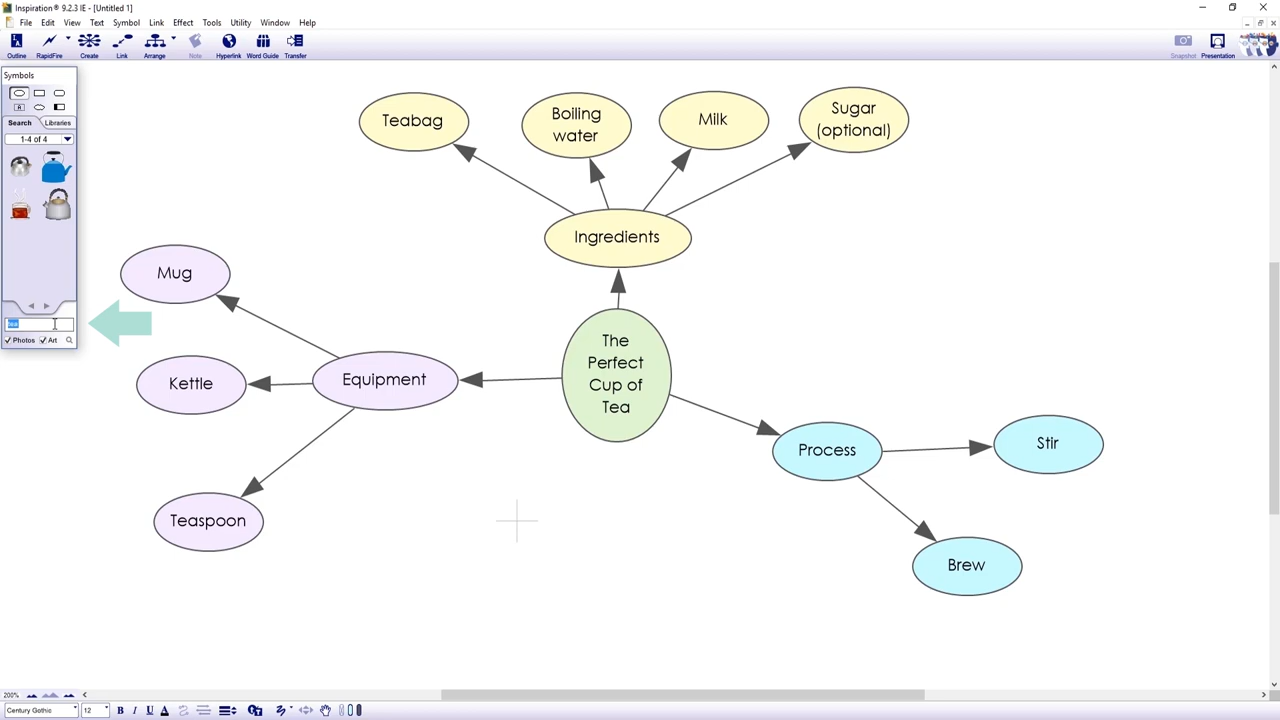 Inspiration® 9.2.3 IE - [Untitled 1]
File Edit View Text Symbol Link Effect Tools Utility Window Help
Outline RapidFire Create Link Arrange Note Hyperlink Word Guide Transfer Snapshot Presentation
Symbols
Search Libraries
1-4 of 4
tea
Photos Art
Teabag
Boiling
water
Milk
Sugar
(optional)
Ingredients
Mug
Kettle
Equipment
Teaspoon
The
Perfect
Cup of
Tea
Process
Stir
Brew
200%
Century Gothic 12 B I U A